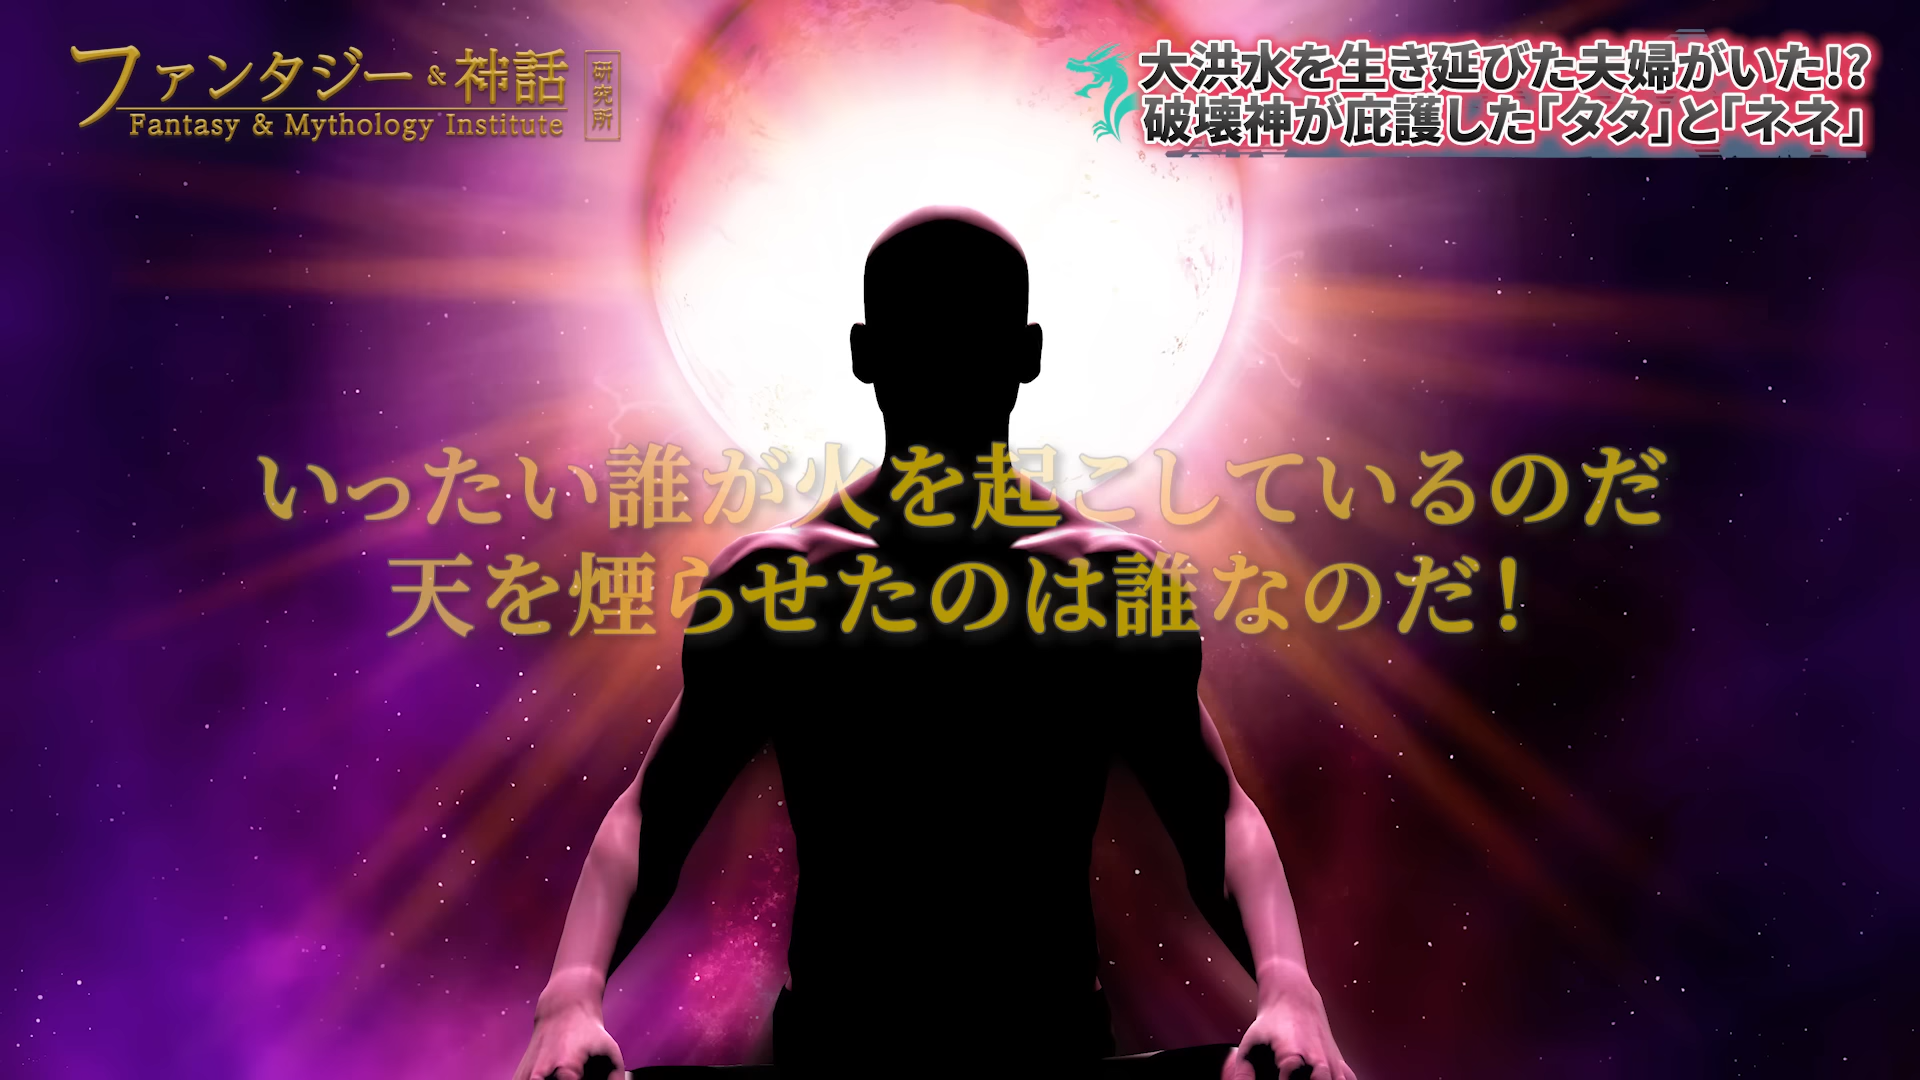 ファンタジー&神話
研究所
Fantasy & Mythology Institute
大洪水を生き延びた夫婦がいた!?
破壊神が庇護した「タタ」と「ネネ」
いったい誰が火を起こしているのだ
天を煙らせたのは誰なのだ!